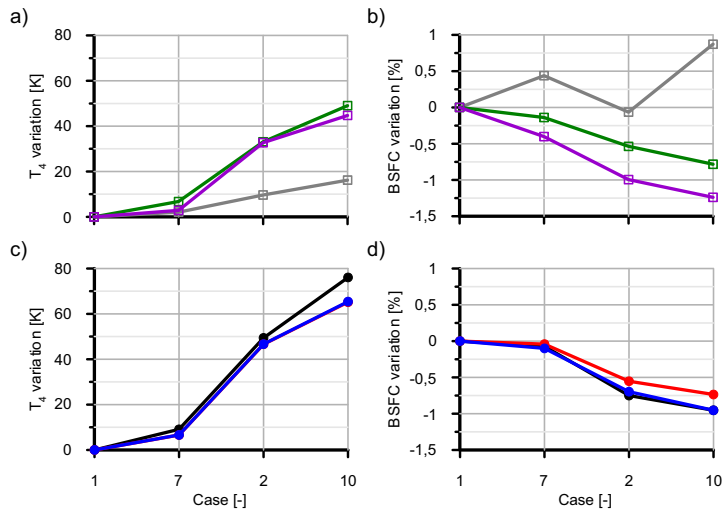 a)
80
60
40
20
0
T4 variation [K]
b)
1
0,5
0
-0,5
-1
-1,5
BSFC variation [%]
c)
80
60
40
20
0
T4 variation [K]
1 7 2 10
Case [-]
d)
1
0,5
0
-0,5
-1
-1,5
BSFC variation [%]
1 7 2 10
Case [-]